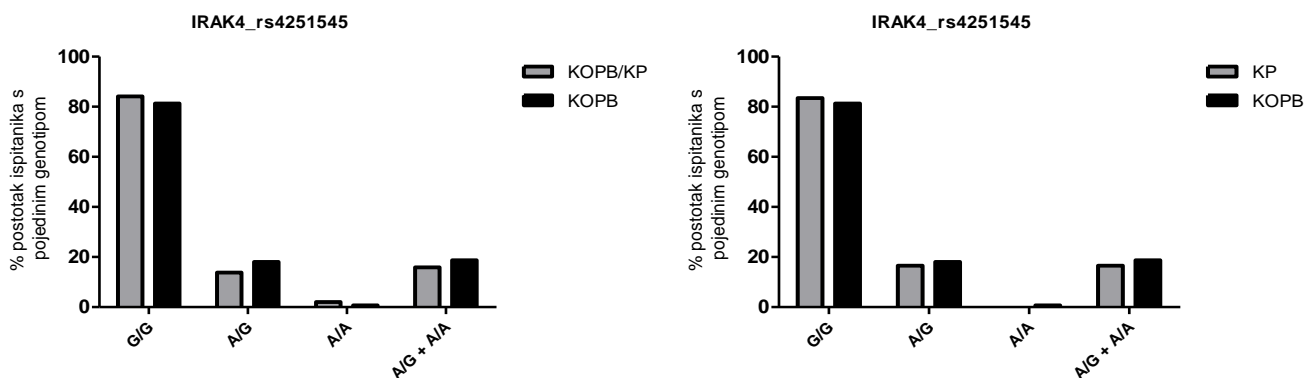 IRAK4_rs4251545
% postotak ispitanika s
pojedinim genotipom
100
80
60
40
20
0
G/G
A/G
A/A
A/G + A/A
KOPB/KP
KOPB
IRAK4_rs4251545
% postotak ispitanika s
pojedinim genotipom
100
80
60
40
20
0
G/G
A/G
A/A
A/G + A/A
KP
KOPB